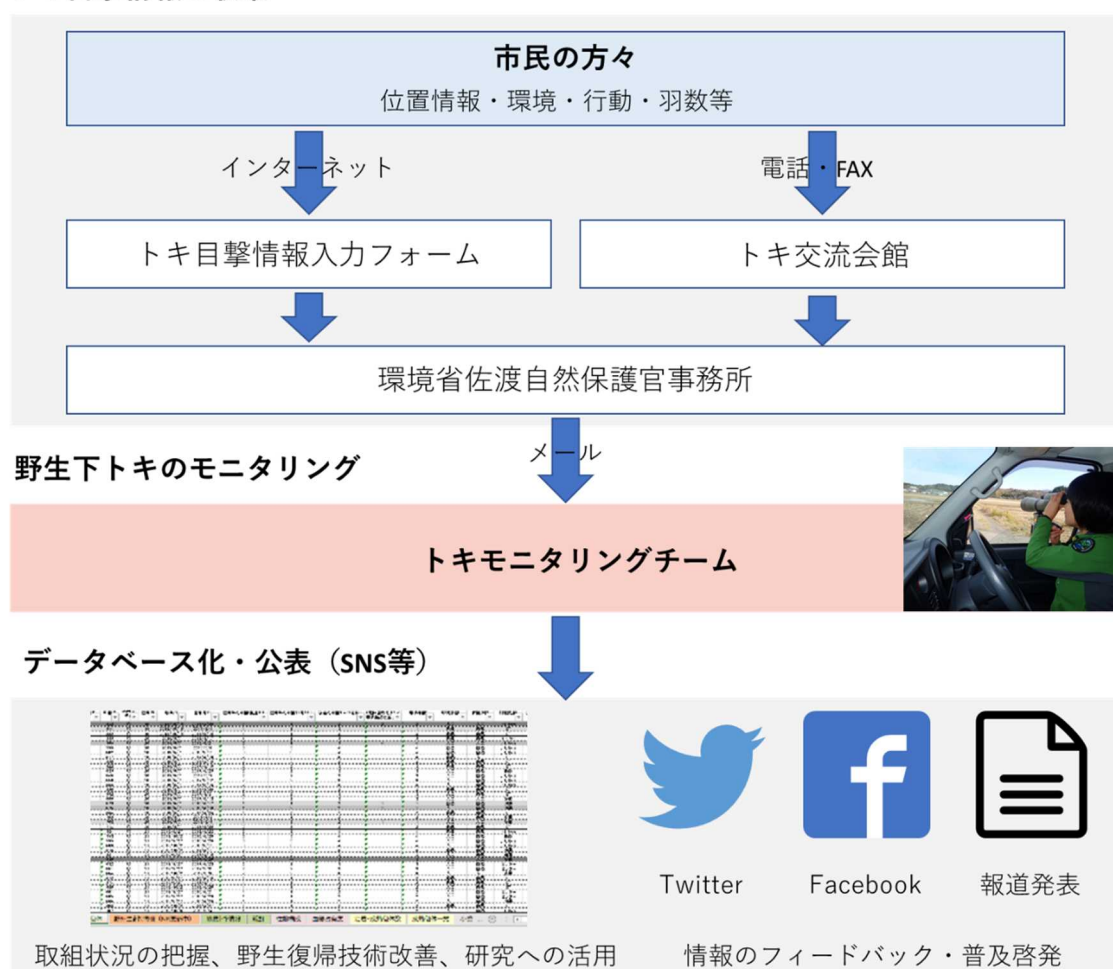 市民の方々
位置情報・環境・行動・羽数等
インターネット
電話・FAX
トキ目撃情報入力フォーム
トキ交流会館
環境省佐渡自然保護官事務所
メール
野生下トキのモニタリング
トキモニタリングチーム
データベース化・公表（SNS等）
Twitter
Facebook
報道発表
取組状況の把握、野生復帰技術改善、研究への活用
情報のフィードバック・普及啓発